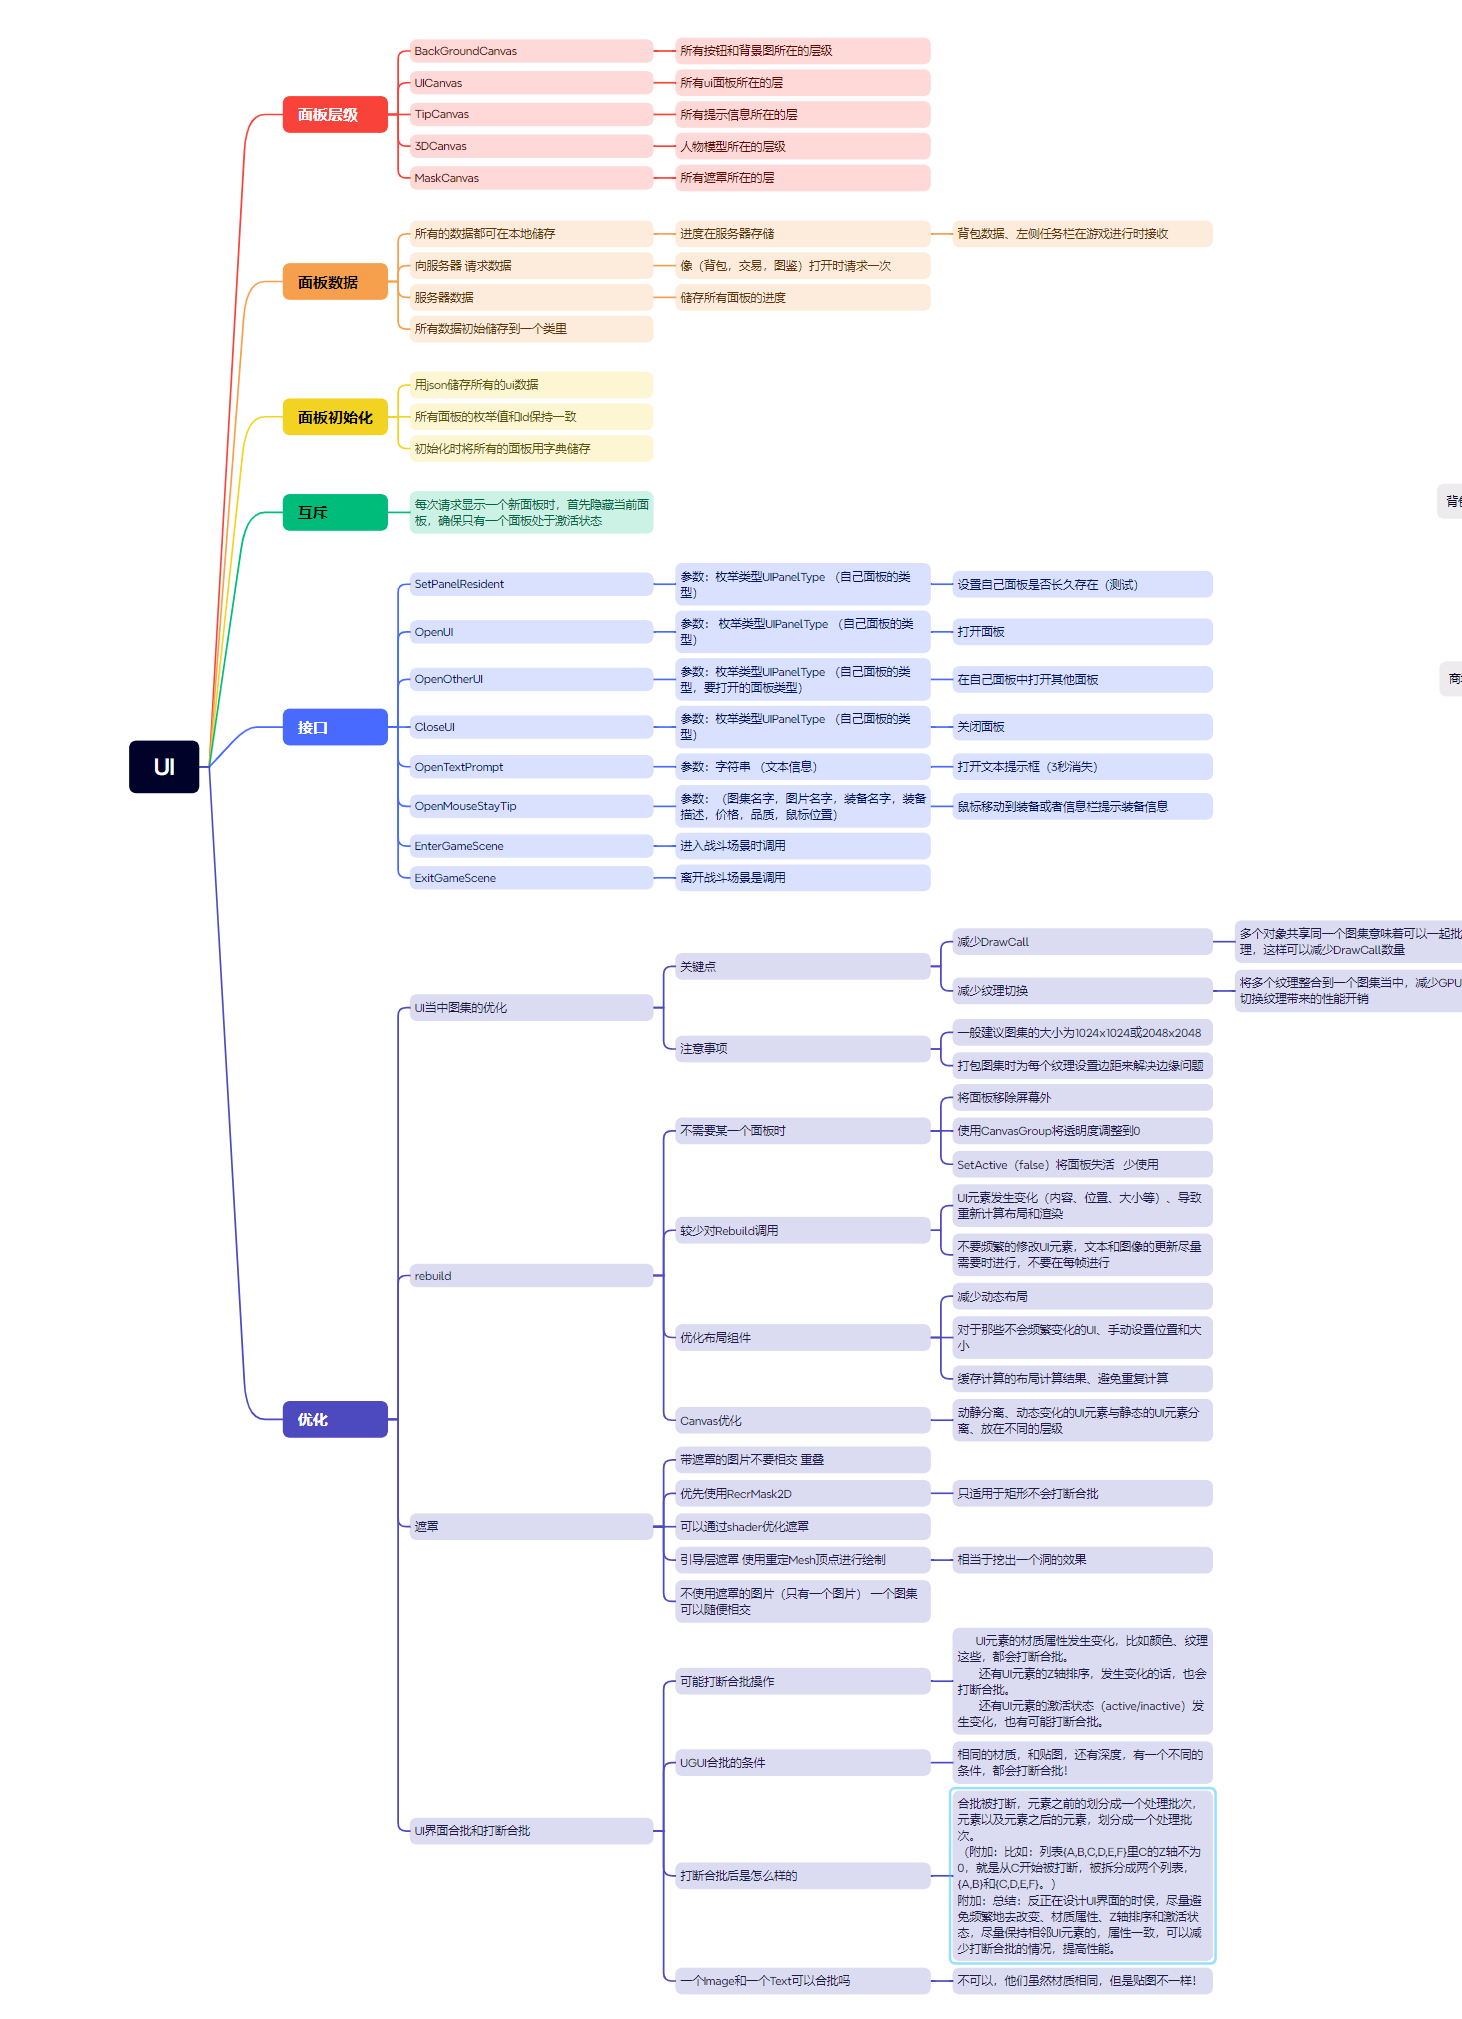 UI
面板层级
BackGroundCanvas
所有按钮和背景图所在的层级
UICanvas
所有ui面板所在的层
TipCanvas
所有提示信息所在的层
3DCanvas
人物模型所在的层级
MaskCanvas
所有遮罩所在的层
面板数据
所有的数据都可在本地储存
进度在服务器存储
背包数据、左侧任务栏在游戏进行时接收
向服务器 请求数据
像（背包，交易，图鉴）打开时请求一次
服务器数据
储存所有面板的进度
所有数据初始储存到一个类里
面板初始化
用json储存所有的ui数据
所有面板的枚举值和Id保持一致
初始化时将所有的面板用字典储存
互斥
每次请求显示一个新面板时，首先隐藏当前面
板，确保只有一个面板处于激活状态
接口
SetPanelResident
参数：枚举类型UIPanelType （自己面板的类
型）
设置自己面板是否长久存在（测试）
OpenUI
参数： 枚举类型UIPanelType （自己面板的类
型）
打开面板
OpenOtherUI
参数：枚举类型UIPanelType （自己面板的类
型，要打开的面板类型）
在自己面板中打开其他面板
CloseUI
参数：枚举类型UIPanelType （自己面板的类
型）
关闭面板
OpenTextPrompt
参数：字符串 （文本信息）
打开文本提示框（3秒消失）
OpenMouseStayTip
参数：（图集名字，图片名字，装备名字，装备
描述，价格，品质，鼠标位置）
鼠标移动到装备或者信息栏提示装备信息
EnterGameScene
进入战斗场景时调用
ExitGameScene
离开战斗场景是调用
优化
UI当中图集的优化
关键点
减少DrawCall
多个对象共享同一个图集意味着可以一起批
理，这样可以减少DrawCall数量
减少纹理切换
将多个纹理整合到一个图集当中，减少GPU
切换纹理带来的性能开销
注意事项
一般建议图集的大小为1024x1024或2048x2048
打包图集时为每个纹理设置边距来解决边缘问题
rebuild
不需要某一个面板时
将面板移除屏幕外
使用CanvasGroup将透明度调整到0
SetActive（false）将面板失活 少使用
较少对Rebuild调用
UI元素发生变化（内容、位置、大小等）、导致
重新计算布局和渲染
不要频繁的修改UI元素，文本和图像的更新尽量
需要时进行，不要在每帧进行
优化布局组件
减少动态布局
对于那些不会频繁变化的UI、手动设置位置和大
小
缓存计算的布局计算结果、避免重复计算
Canvas优化
动静分离、动态变化的UI元素与静态的UI元素分
离、放在不同的层级
遮罩
带遮罩的图片不要相交 重叠
优先使用RecrMask2D
只适用于矩形不会打断合批
可以通过shader优化遮罩
引导层遮罩 使用重定Mesh顶点进行绘制
相当于挖出一个洞的效果
不使用遮罩的图片（只有一个图片） 一个图集
可以随便相交
UI界面合批和打断合批
可能打断合批操作
UI元素的材质属性发生变化，比如颜色、纹理
这些，都会打断合批。
还有UI元素的Z轴排序，发生变化的话，也会
打断合批。
还有UI元素的激活状态（active/inactive）发
生变化，也有可能打断合批。
UGUI合批的条件
相同的材质，和贴图，还有深度，有一个不同的
条件，都会打断合批！
打断合批后是怎么样的
合批被打断，元素之前的划分成一个处理批次，
元素以及元素之后的元素，划分成一个处理批
次。
（附加：比如：列表{A,B,C,D,E,F}里C的Z轴不为
0，就是从C开始被打断，被拆分成两个列表，
{A,B}和{C,D,E,F}。）
附加：总结：反正在设计UI界面的时候，尽量避
免频繁地去改变、材质属性、Z轴排序和激活状
态，尽量保持相邻UI元素的，属性一致，可以减
少打断合批的情况，提高性能。
一个Image和一个Text可以合批吗
不可以，他们虽然材质相同，但是贴图不一样！